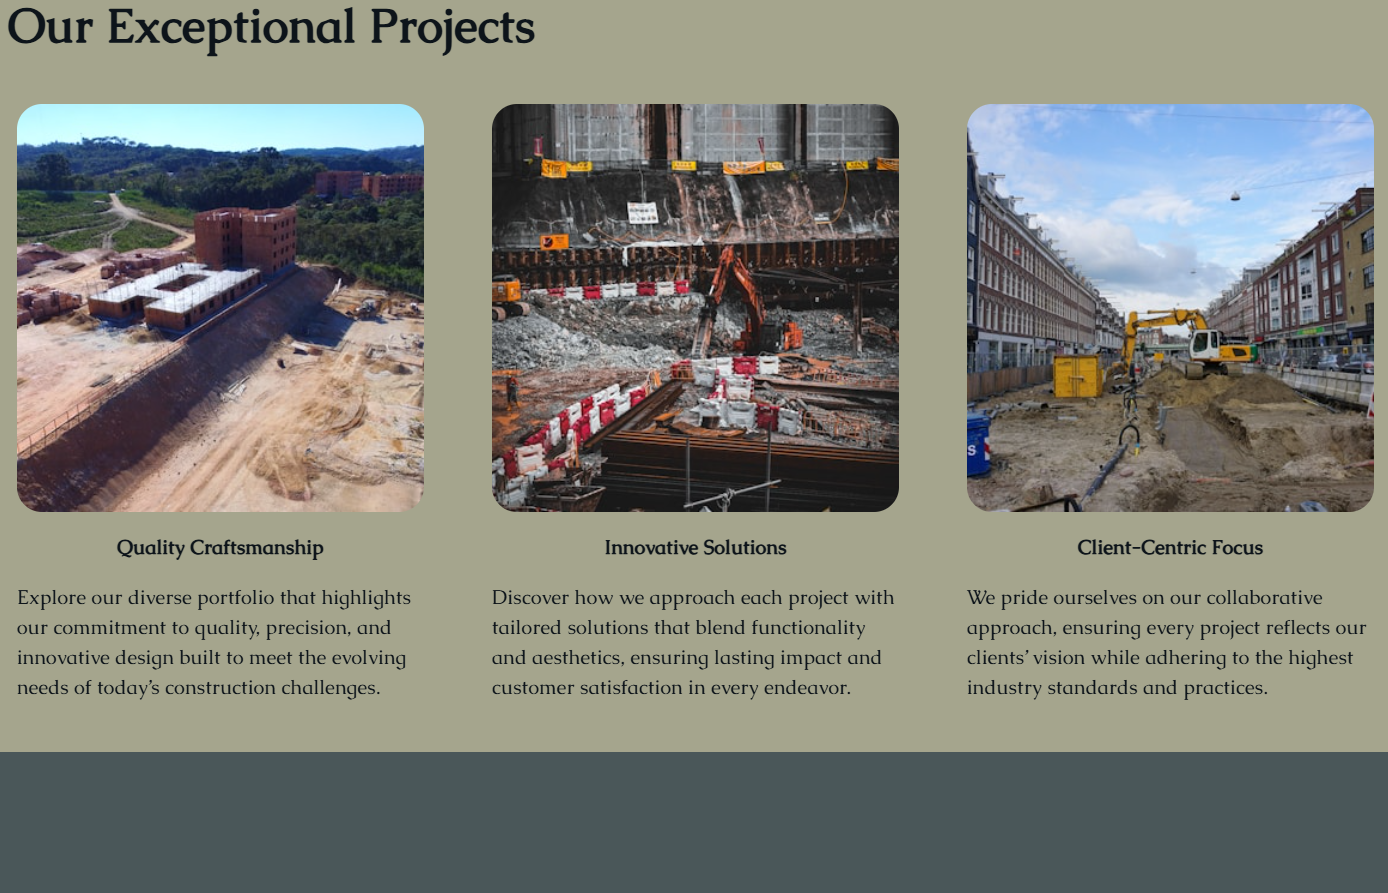 Our Exceptional Projects
Quality Craftsmanship
Explore our diverse portfolio that highlights
our commitment to quality, precision, and
innovative design built to meet the evolving
needs of today’s construction challenges.
Innovative Solutions
Discover how we approach each project with
tailored solutions that blend functionality
and aesthetics, ensuring lasting impact and
customer satisfaction in every endeavor.
Client-Centric Focus
We pride ourselves on our collaborative
approach, ensuring every project reflects our
clients’ vision while adhering to the highest
industry standards and practices.